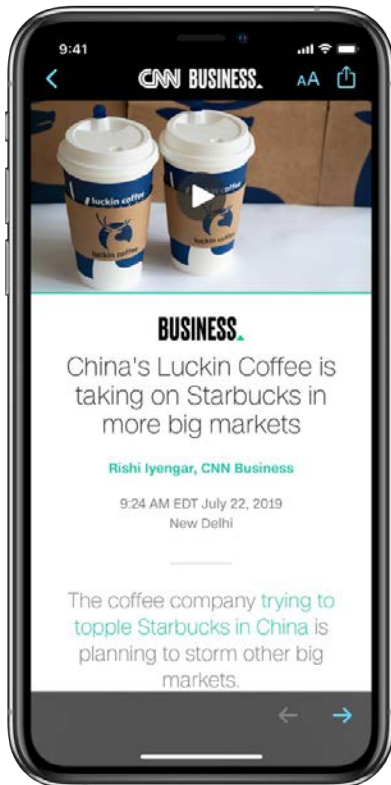 9:41
CNN BUSINESS
AA
luckin coffee
luckin coffee
luckin coffee
luckin coffee
BUSINESS
China's Luckin Coffee is
taking on Starbucks in
more big markets
Rishi Iyengar, CNN Business
9:24 AM EDT July 22, 2019
New Delhi
The coffee company trying to
topple Starbucks in China is
planning to storm other big
markets.